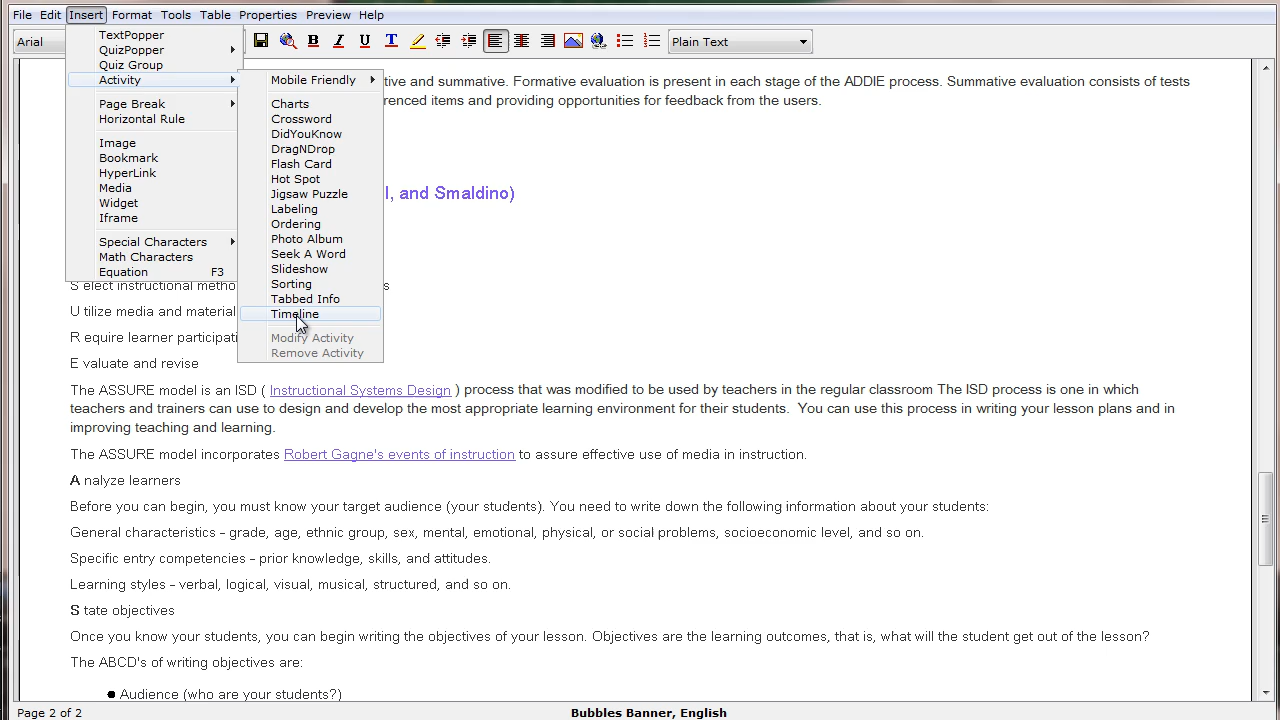 File Edit Insert Format Tools Table Properties Preview Help
Arial
B I U T
Plain Text
TextPopper
QuizPopper
Quiz Group
Activity
Page Break
Horizontal Rule
Image
Bookmark
HyperLink
Media
Widget
Iframe
Special Characters
Math Characters
Equation F3
Mobile Friendly
Charts
Crossword
DidYouKnow
DragNDrop
Flash Card
Hot Spot
Jigsaw Puzzle
Labeling
Ordering
Photo Album
Seek A Word
Slideshow
Sorting
Tabbed Info
Timeline
Modify Activity
Remove Activity
tive and summative. Formative evaluation is present in each stage of the ADDIE process. Summative evaluation consists of tests
renced items and providing opportunities for feedback from the users.
l, and Smaldino)
S elect instructional metho s
U tilize media and material
R equire learner participati
E valuate and revise
The ASSURE model is an ISD ( Instructional Systems Design ) process that was modified to be used by teachers in the regular classroom The ISD process is one in which
teachers and trainers can use to design and develop the most appropriate learning environment for their students. You can use this process in writing your lesson plans and in
improving teaching and learning.
The ASSURE model incorporates Robert Gagne's events of instruction to assure effective use of media in instruction.
A nalyze learners
Before you can begin, you must know your target audience (your students). You need to write down the following information about your students:
General characteristics - grade, age, ethnic group, sex, mental, emotional, physical, or social problems, socioeconomic level, and so on.
Specific entry competencies - prior knowledge, skills, and attitudes.
Learning styles - verbal, logical, visual, musical, structured, and so on.
S tate objectives
Once you know your students, you can begin writing the objectives of your lesson. Objectives are the learning outcomes, that is, what will the student get out of the lesson?
The ABCD's of writing objectives are:
● Audience (who are your students?)
Page 2 of 2
Bubbles Banner, English